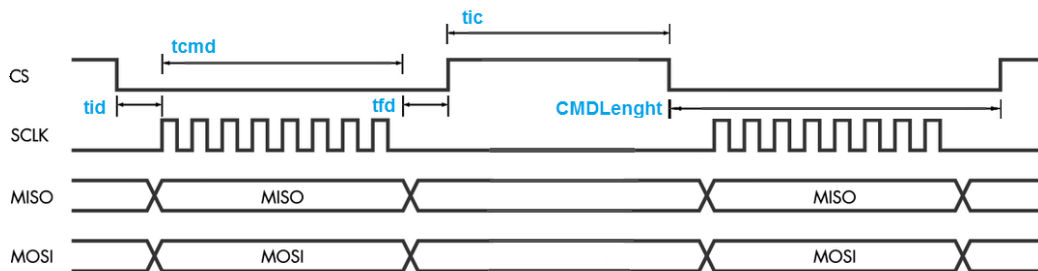 tic
tcmd
CS
tid
tfd
CMDLenght
SCLK
MISO MISO MISO
MOSI MOSI MOSI